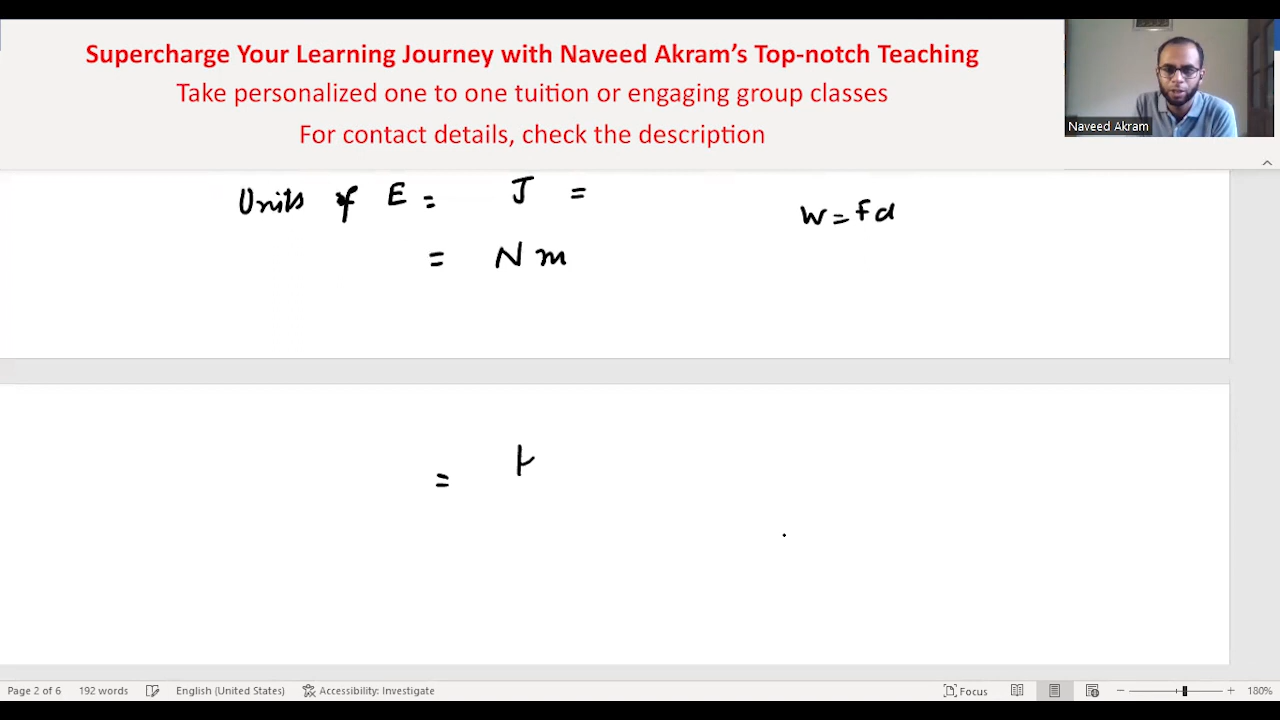 Supercharge Your Learning Journey with Naveed Akram's Top-notch Teaching
Take personalized one to one tuition or engaging group classes
For contact details, check the description
Naveed Akram
Units of E = J =
W = Fd
= N m
=
Page 2 of 6 192 words English (United States) Accessibility: Investigate Focus 180%